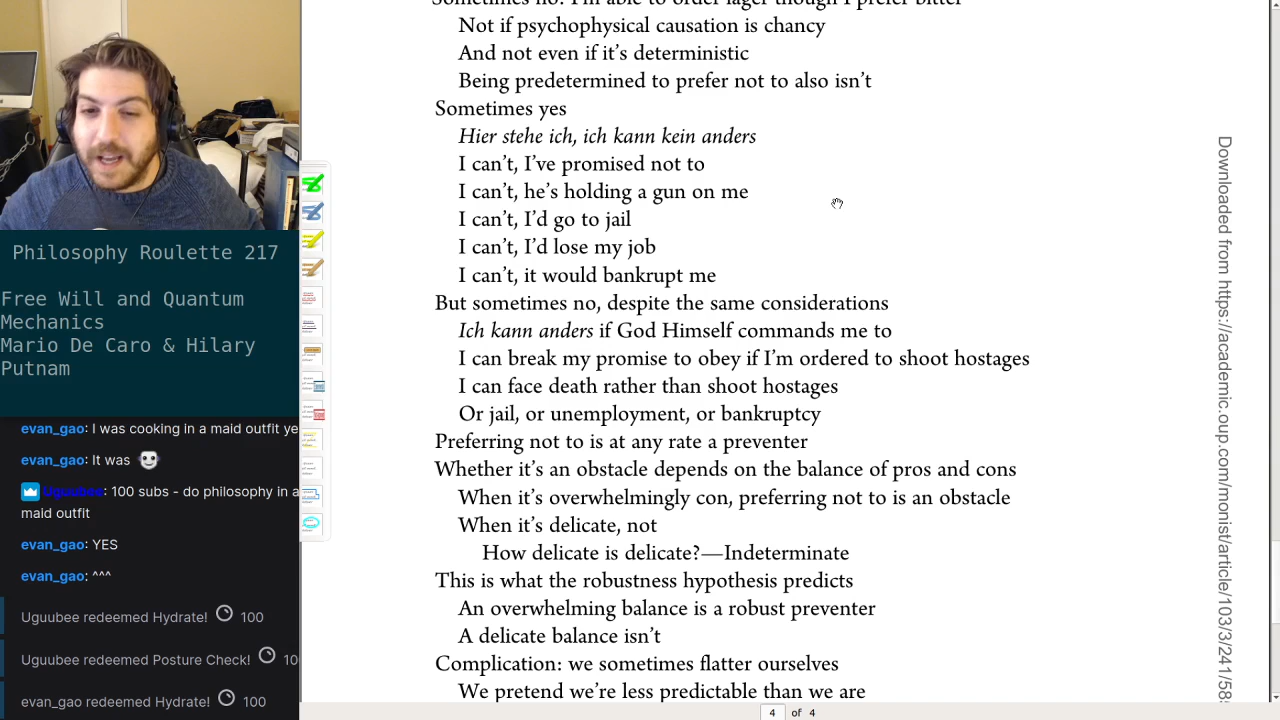 Sometimes no: I'm able to order lager though I prefer bitter
Not if psychophysical causation is chancy
And not even if it's deterministic
Being predetermined to prefer not to also isn't
Sometimes yes
Hier stehe ich, ich kann kein anders
I can't, I've promised not to
I can't, he's holding a gun on me
I can't, I'd go to jail
I can't, I'd lose my job
I can't, it would bankrupt me
But sometimes no, despite the same considerations
Ich kann anders if God Himself commands me to
I can break my promise to obey if I'm ordered to shoot hostages
I can face death rather than shoot hostages
Or jail, or unemployment, or bankruptcy
Preferring not to is at any rate a preventer
Whether it's an obstacle depends on the balance of pros and cons
When it's overwhelmingly con, preferring not to is an obstacle
When it's delicate, not
How delicate is delicate?—Indeterminate
This is what the robustness hypothesis predicts
An overwhelming balance is a robust preventer
A delicate balance isn't
Complication: we sometimes flatter ourselves
We pretend we're less predictable than we are
4 of 4
Downloaded from https://academic.oup.com/monist/article/103/3/241/585
Philosophy Roulette 217
Free Will and Quantum
Mechanics
Mario De Caro & Hilary
Putnam
evan_gao: I was cooking in a maid outfit ye
evan_gao: It was
Uguubee: 100 subs - do philosophy in a
maid outfit
evan_gao: YES
evan_gao: ^^^
Uguubee redeemed Hydrate! 100
Uguubee redeemed Posture Check! 10
evan_gao redeemed Hydrate! 100